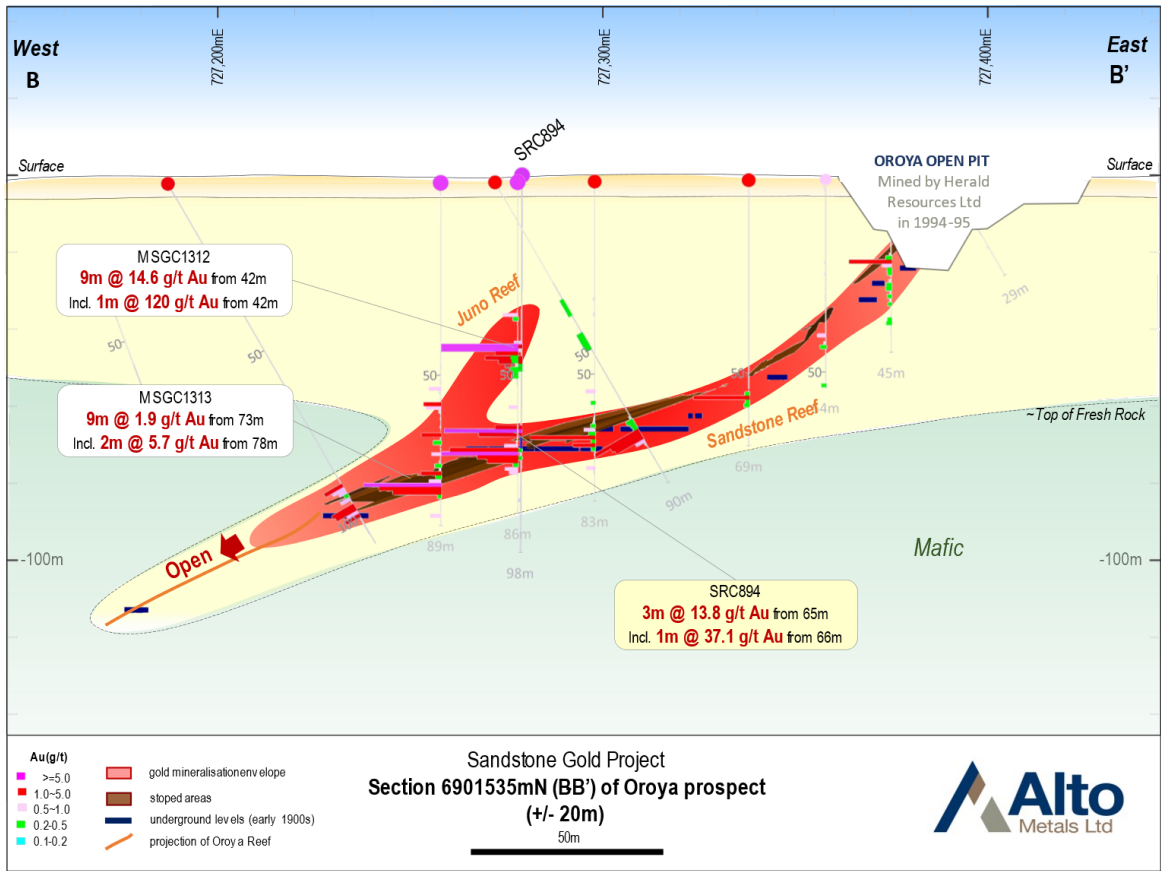 West
B
727,200mE
727,300mE
727,400mE
East
B'
SRC894
Surface
Surface
OROYA OPEN PIT
Mined by Herald
Resources Ltd
in 1994-95
MSGC1312
9m @ 14.6 g/t Au from 42m
Incl. 1m @ 120 g/t Au from 42m
Juno Reef
29m
50
50
50
50
50
50
50
50
45m
MSGC1313
9m @ 1.9 g/t Au from 73m
Incl. 2m @ 5.7 g/t Au from 78m
~Top of Fresh Rock
Sandstone Reef
69m
90m
83m
86m
89m
98m
Open
-100m
-100m
Mafic
SRC894
3m @ 13.8 g/t Au from 65m
Incl. 1m @ 37.1 g/t Au from 66m
Au(g/t)
>=5.0
1.0~5.0
0.5~1.0
0.2-0.5
0.1-0.2
gold mineralisationenvelope
stoped areas
underground levels (early 1900s)
projection of Oroya Reef
Sandstone Gold Project
Section 6901535mN (BB') of Oroya prospect
(+/- 20m)
50m
Alto
Metals Ltd